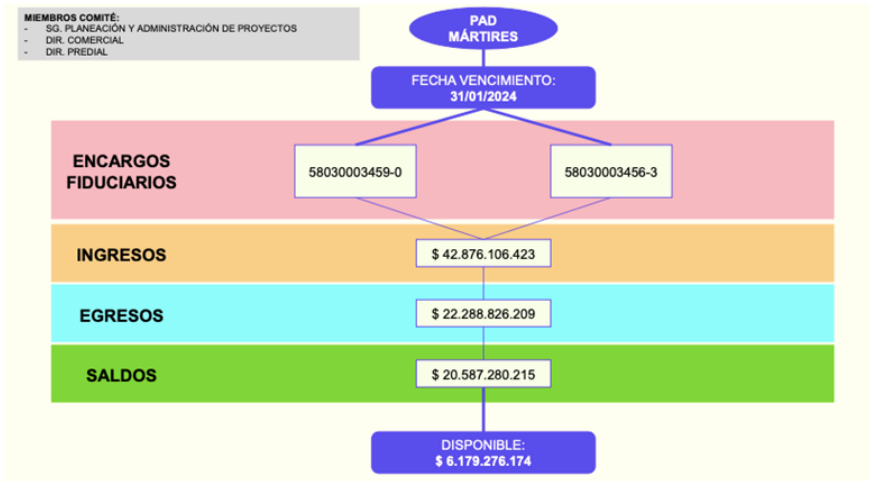 MIEMBROS COMITÉ:
- SG. PLANEACIÓN Y ADMINISTRACIÓN DE PROYECTOS
- DIR. COMERCIAL
- DIR. PREDIAL
PAD
MÁRTIRES
FECHA VENCIMIENTO:
31/01/2024
ENCARGOS
FIDUCIARIOS
58030003459-0
58030003456-3
INGRESOS
$ 42.876.106.423
EGRESOS
$ 22.288.826.209
SALDOS
$ 20.587.280.215
DISPONIBLE:
$ 6.179.276.174